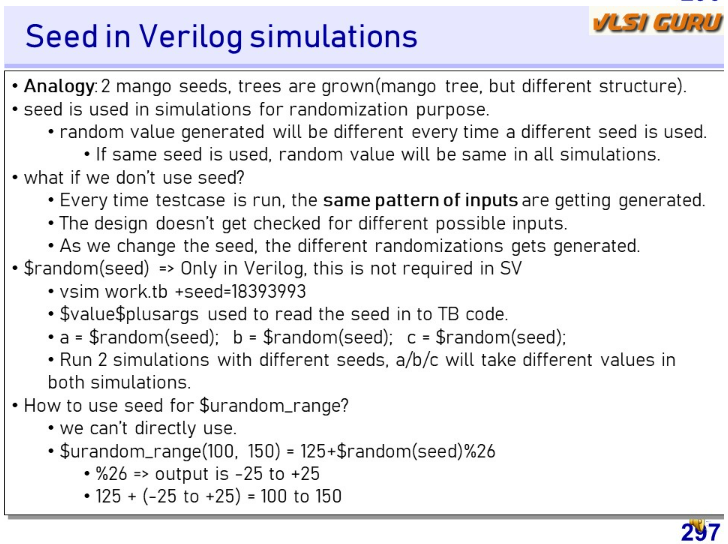 VLSI GURU
Seed in Verilog simulations
• Analogy: 2 mango seeds, trees are grown(mango tree, but different structure).
• seed is used in simulations for randomization purpose.
• random value generated will be different every time a different seed is used.
• If same seed is used, random value will be same in all simulations.
• what if we don't use seed?
• Every time testcase is run, the same pattern of inputs are getting generated.
• The design doesn't get checked for different possible inputs.
• As we change the seed, the different randomizations gets generated.
• $random(seed) => Only in Verilog, this is not required in SV
• vsim work.tb +seed=18393993
• $value$plusargs used to read the seed in to TB code.
• a = $random(seed); b = $random(seed); c = $random(seed);
• Run 2 simulations with different seeds, a/b/c will take different values in
both simulations.
• How to use seed for $urandom_range?
• we can't directly use.
• $urandom_range(100, 150) = 125+$random(seed)%26
• %26 => output is -25 to +25
• 125 + (-25 to +25) = 100 to 150
297